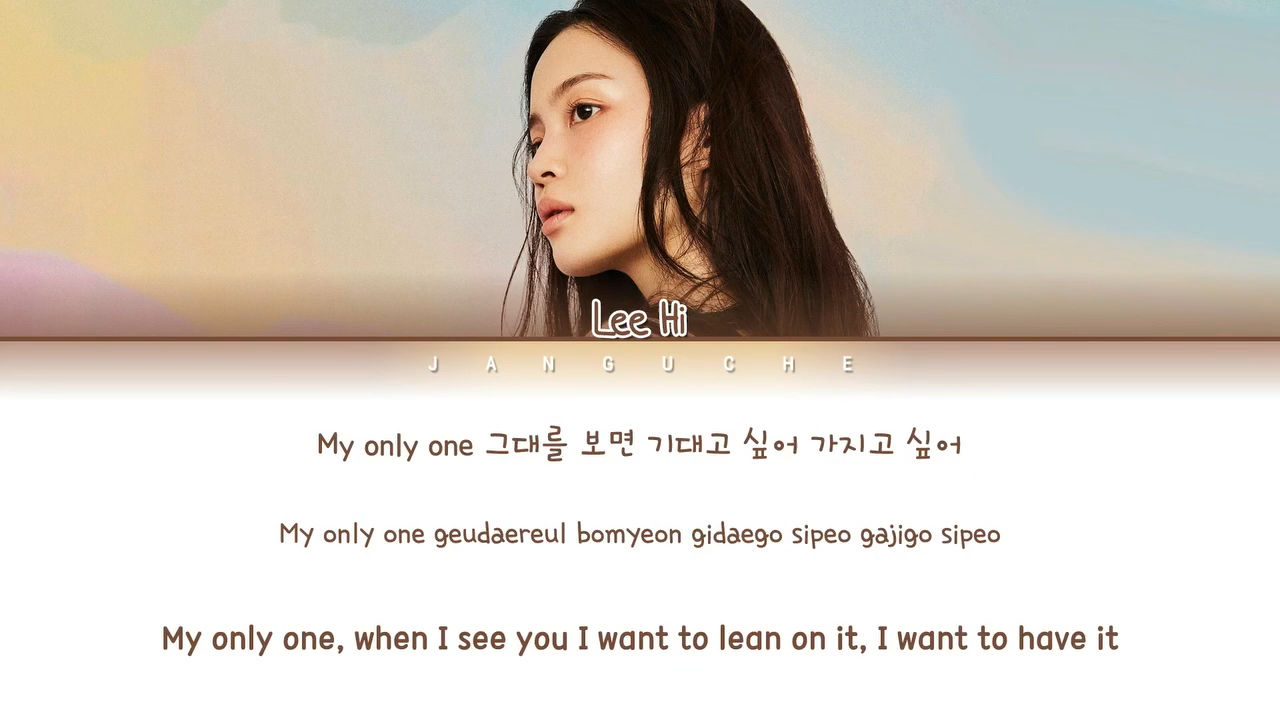 Lee Hi
JANGUCHE
My only one 그대를 보면 기대고 싶어 가지고 싶어
My only one geudaereul bomyeon gidaego sipeo gajigo sipeo
My only one, when I see you I want to lean on it, I want to have it